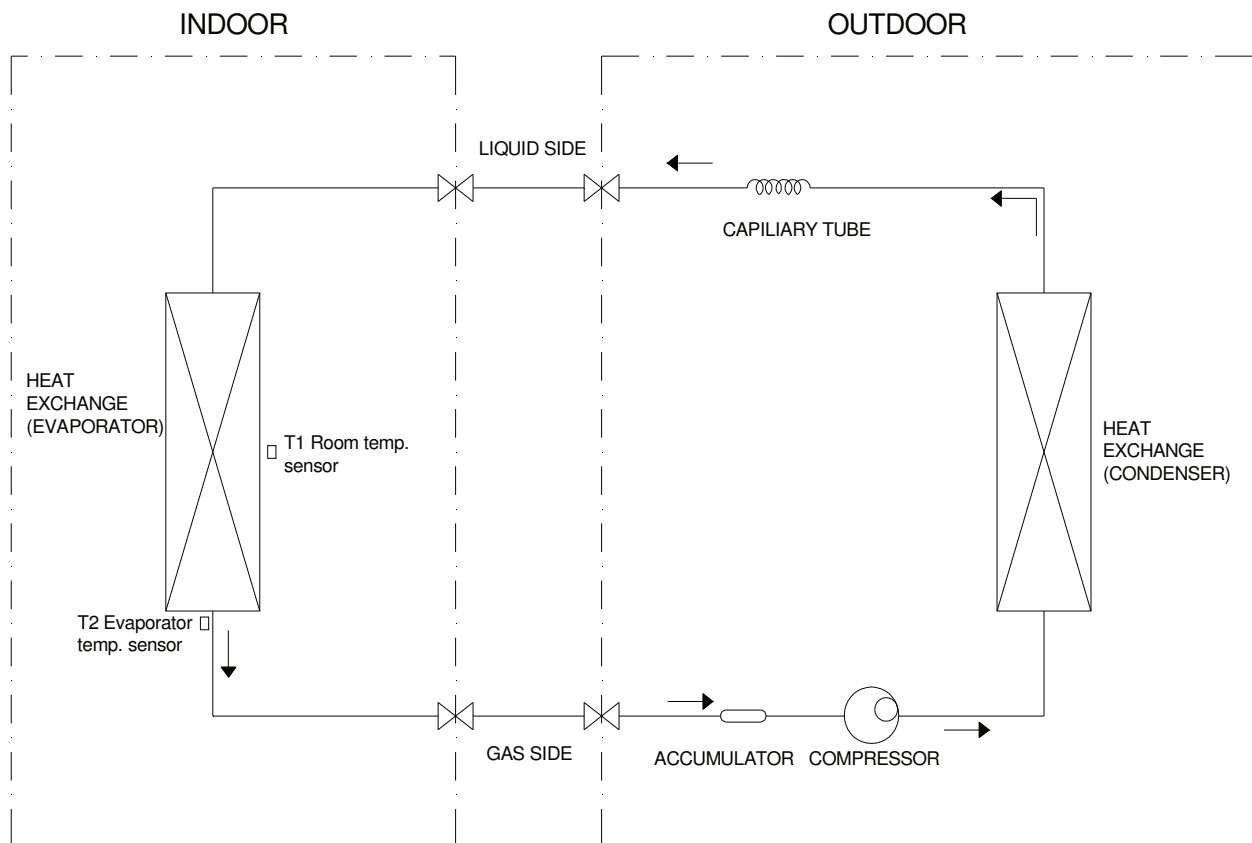 INDOOR
OUTDOOR
LIQUID SIDE
CAPILIARY TUBE
HEAT
EXCHANGE
(EVAPORATOR)
T1 Room temp.
sensor
HEAT
EXCHANGE
(CONDENSER)
T2 Evaporator
temp. sensor
GAS SIDE
ACCUMULATOR
COMPRESSOR